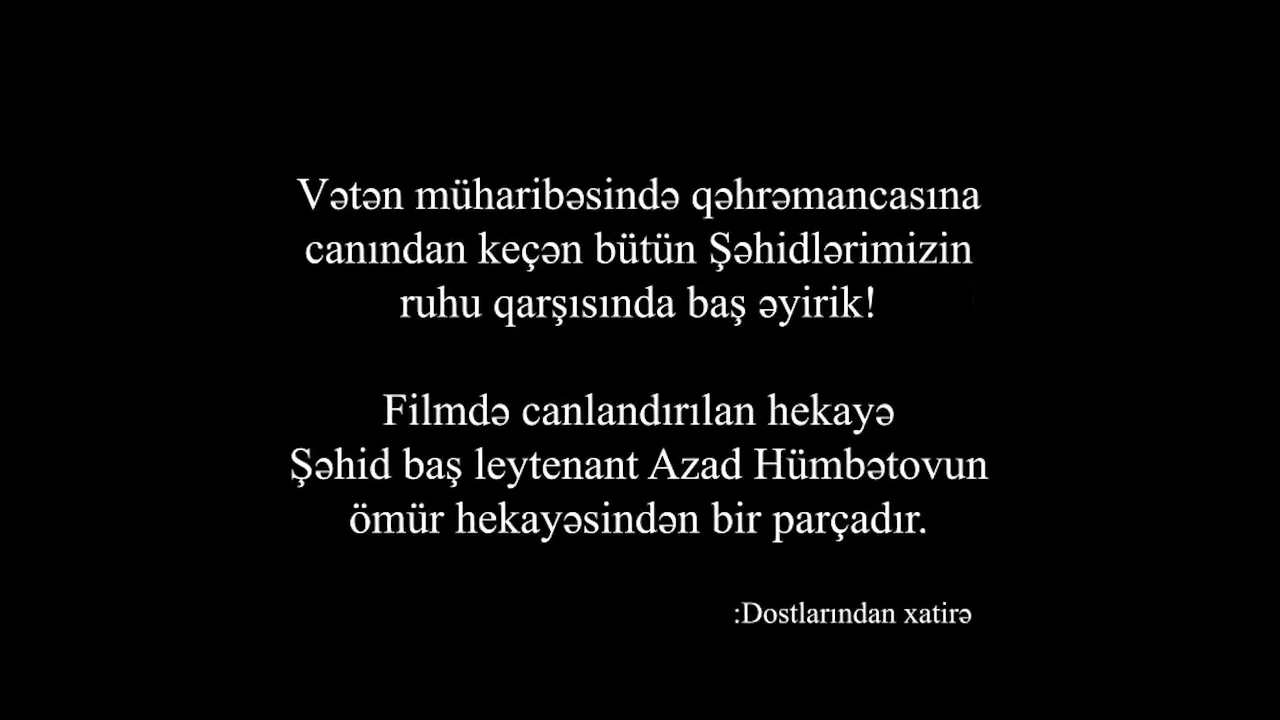 Vətən müharibəsində qəhrəmancasına
canından keçən bütün Şəhidlərimizin
ruhu qarşısında baş əyirik!
Filmdə canlandırılan hekayə
Şəhid baş leytenant Azad Hümbətovun
ömür hekayəsindən bir parçadır.
:Dostlarından xatirə